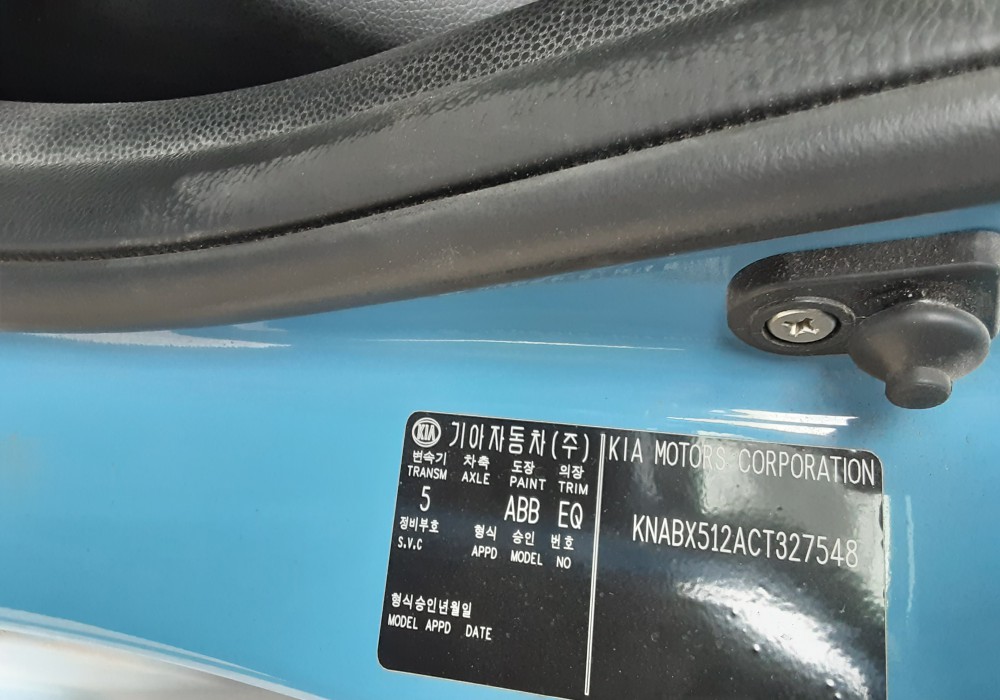 KIA 기아자동차(주) KIA MOTORS CORPORATION
변속기 차축 도장 의장
TRANSM AXLE PAINT TRIM
5 ABB EQ
KNABX512ACT327548
정비부호 형식 승인 번호
S.V.C APPD MODEL NO
형식승인년월일
MODEL APPD DATE